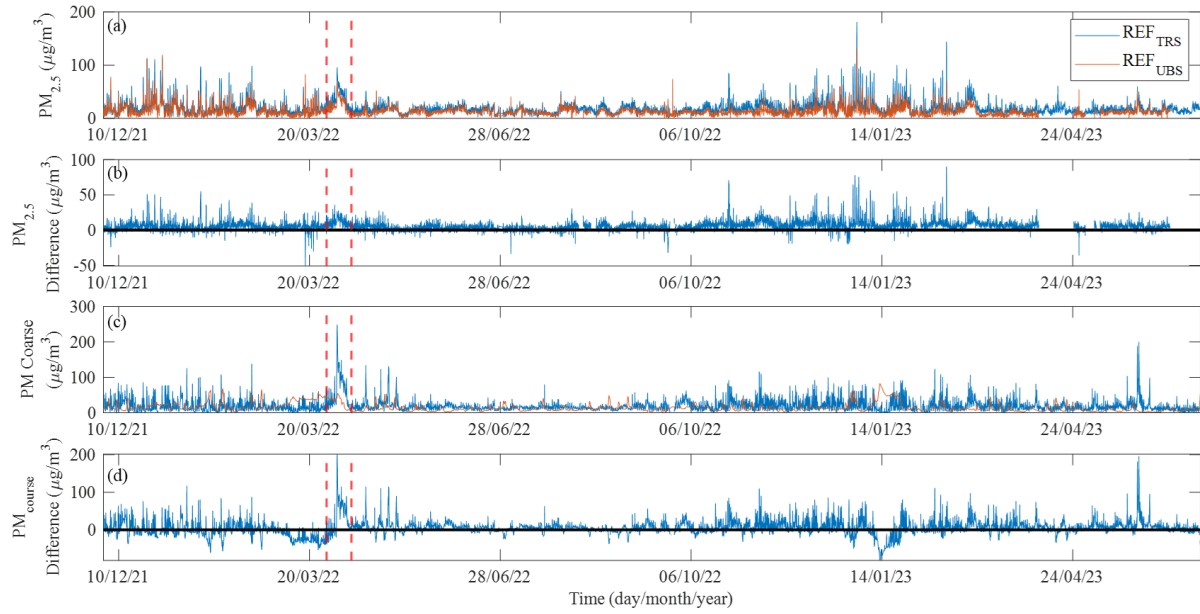 (a)
PM2.5 (μg/m3)
200
100
0
REFTRS
REFUBS
10/12/21 20/03/22 28/06/22 06/10/22 14/01/23 24/04/23
(b)
PM2.5
Difference (μg/m3)
100
50
0
-50
10/12/21 20/03/22 28/06/22 06/10/22 14/01/23 24/04/23
(c)
PM Coarse
(μg/m3)
300
200
100
0
10/12/21 20/03/22 28/06/22 06/10/22 14/01/23 24/04/23
(d)
PMcourse
Difference (μg/m3)
200
100
0
10/12/21 20/03/22 28/06/22 06/10/22 14/01/23 24/04/23
Time (day/month/year)